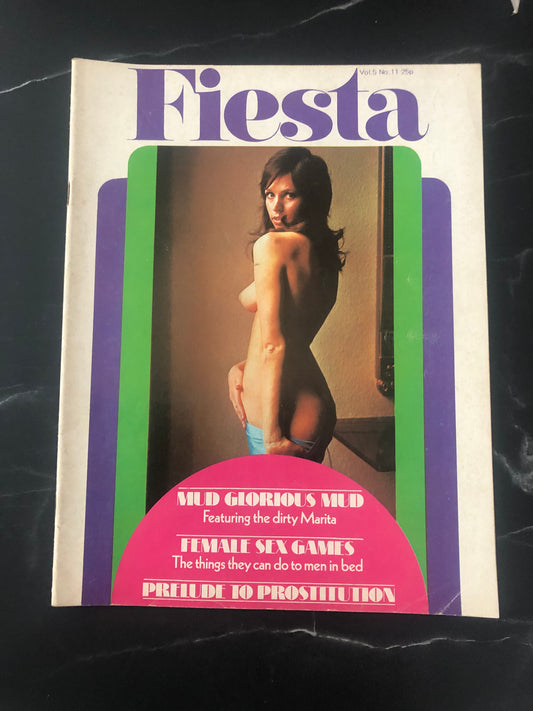 Vol.5 No.11 25p
Fiesta
MUD GLORIOUS MUD
Featuring the dirty Marita
FEMALE SEX GAMES
The things they can do to men in bed
PRELUDE TO PROSTITUTION